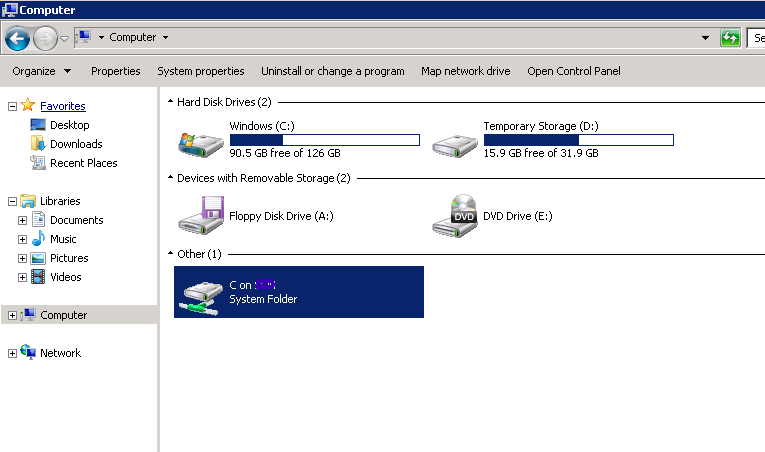 Computer
Computer
Se
Organize Properties System properties Uninstall or change a program Map network drive Open Control Panel
Favorites
Desktop
Downloads
Recent Places
Libraries
Documents
Music
Pictures
Videos
Computer
Network
Hard Disk Drives (2)
Windows (C:)
90.5 GB free of 126 GB
Temporary Storage (D:)
15.9 GB free of 31.9 GB
Devices with Removable Storage (2)
Floppy Disk Drive (A:)
DVD
DVD Drive (E:)
Other (1)
C on
System Folder